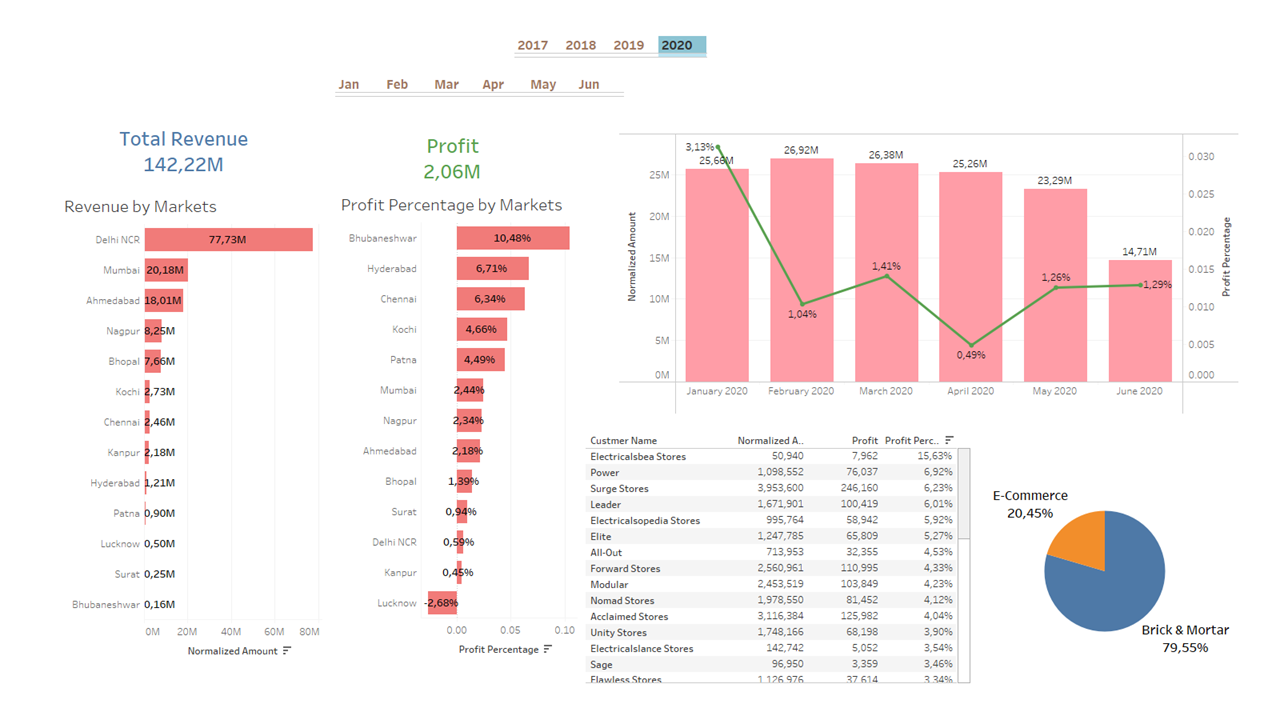 2017 2018 2019 2020
Jan Feb Mar Apr May Jun
Total Revenue
142,22M
Profit
2,06M
Revenue by Markets
Delhi NCR 77,73M
Mumbai 20,18M
Ahmedabad 18,01M
Nagpur 8,25M
Bhopal 7,66M
Kochi 2,73M
Chennai 2,46M
Kanpur 2,18M
Hyderabad 1,21M
Patna 0,90M
Lucknow 0,50M
Surat 0,25M
Bhubaneshwar 0,16M
0M 20M 40M 60M 80M
Normalized Amount
Profit Percentage by Markets
Bhubaneshwar 10,48%
Hyderabad 6,71%
Chennai 6,34%
Kochi 4,66%
Patna 4,49%
Mumbai 2,44%
Nagpur 2,34%
Ahmedabad 2,18%
Bhopal 1,39%
Surat 0,94%
Delhi NCR 0,59%
Kanpur 0,45%
Lucknow -2,68%
0.00 0.05 0.10
Profit Percentage
Normalized Amount
25M
20M
15M
10M
5M
0M
3,13%
25,66M
26,92M
26,38M
25,26M
23,29M
14,71M
1,04%
1,41%
0,49%
1,26%
1,29%
0.030
0.025
0.020
0.015
0.010
0.005
0.000
Profit Percentage
January 2020 February 2020 March 2020 April 2020 May 2020 June 2020
Custmer Name Normalized A.. Profit Profit Perc..
Electricalsbea Stores 50,940 7,962 15,63%
Power 1,098,552 76,037 6,92%
Surge Stores 3,953,600 246,160 6,23%
Leader 1,671,901 100,419 6,01%
Electricalsopedia Stores 995,764 58,942 5,92%
Elite 1,247,785 65,809 5,27%
All-Out 713,953 32,355 4,53%
Forward Stores 2,560,961 110,995 4,33%
Modular 2,453,519 103,849 4,23%
Nomad Stores 1,978,550 81,452 4,12%
Acclaimed Stores 3,116,384 125,982 4,04%
Unity Stores 1,748,166 68,198 3,90%
Electricalslance Stores 142,742 5,052 3,54%
Sage 96,950 3,359 3,46%
Flawless Stores 1,126,976 37,614 3,34%
E-Commerce
20,45%
Brick & Mortar
79,55%